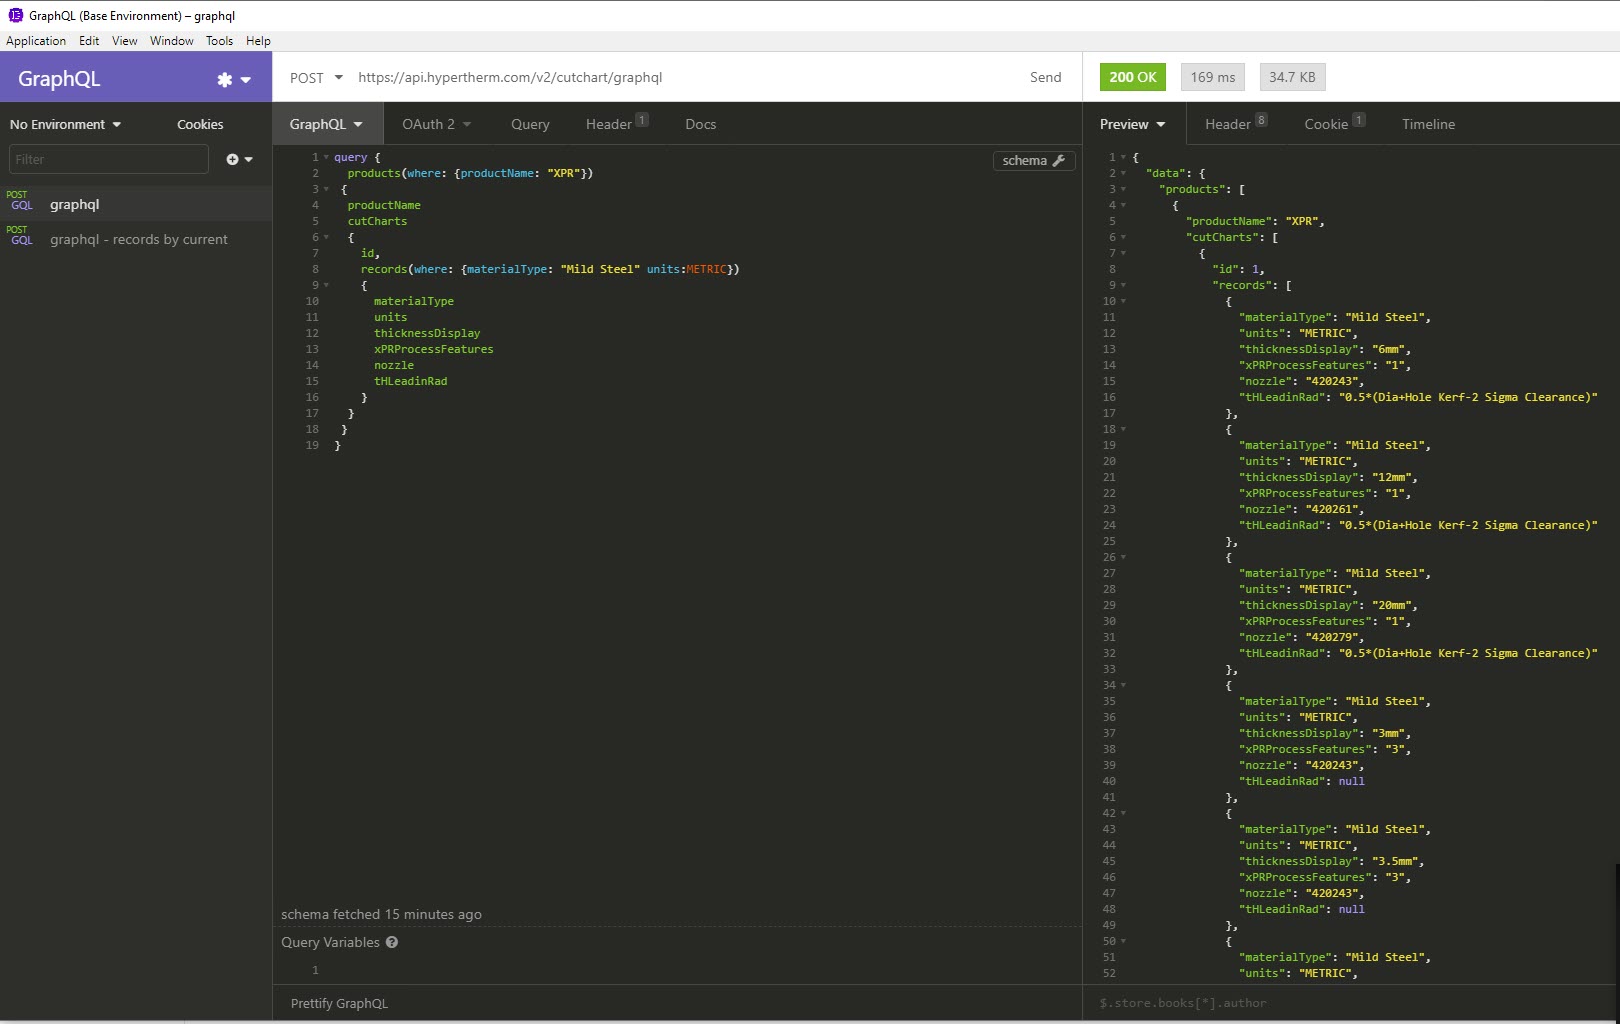 GraphQL (Base Environment) – graphql
Application Edit View Window Tools Help
GraphQL
POST https://api.hypertherm.com/v2/cutchart/graphql Send
200 OK 169 ms 34.7 KB
No Environment Cookies
Filter
POST
GQL graphql
POST
GQL graphql - records by current
GraphQL OAuth 2 Query Header 1 Docs
schema
1 query {
2 products(where: {productName: "XPR"})
3 {
4 productName
5 cutCharts
6 {
7 id,
8 records(where: {materialType: "Mild Steel" units:METRIC})
9 {
10 materialType
11 units
12 thicknessDisplay
13 xPRProcessFeatures
14 nozzle
15 tHLeadinRad
16 }
17 }
18 }
19 }
schema fetched 15 minutes ago
Query Variables ?
1
Prettify GraphQL
Preview Header 8 Cookie 1 Timeline
1 {
2 "data": {
3 "products": [
4 {
5 "productName": "XPR",
6 "cutCharts": [
7 {
8 "id": 1,
9 "records": [
10 {
11 "materialType": "Mild Steel",
12 "units": "METRIC",
13 "thicknessDisplay": "6mm",
14 "xPRProcessFeatures": "1",
15 "nozzle": "420243",
16 "tHLeadinRad": "0.5*(Dia+Hole Kerf-2 Sigma Clearance)"
17 },
18 {
19 "materialType": "Mild Steel",
20 "units": "METRIC",
21 "thicknessDisplay": "12mm",
22 "xPRProcessFeatures": "1",
23 "nozzle": "420261",
24 "tHLeadinRad": "0.5*(Dia+Hole Kerf-2 Sigma Clearance)"
25 },
26 {
27 "materialType": "Mild Steel",
28 "units": "METRIC",
29 "thicknessDisplay": "20mm",
30 "xPRProcessFeatures": "1",
31 "nozzle": "420279",
32 "tHLeadinRad": "0.5*(Dia+Hole Kerf-2 Sigma Clearance)"
33 },
34 {
35 "materialType": "Mild Steel",
36 "units": "METRIC",
37 "thicknessDisplay": "3mm",
38 "xPRProcessFeatures": "3",
39 "nozzle": "420243",
40 "tHLeadinRad": null
41 },
42 {
43 "materialType": "Mild Steel",
44 "units": "METRIC",
45 "thicknessDisplay": "3.5mm",
46 "xPRProcessFeatures": "3",
47 "nozzle": "420243",
48 "tHLeadinRad": null
49 },
50 {
51 "materialType": "Mild Steel",
52 "units": "METRIC",
$.store.books[*].author